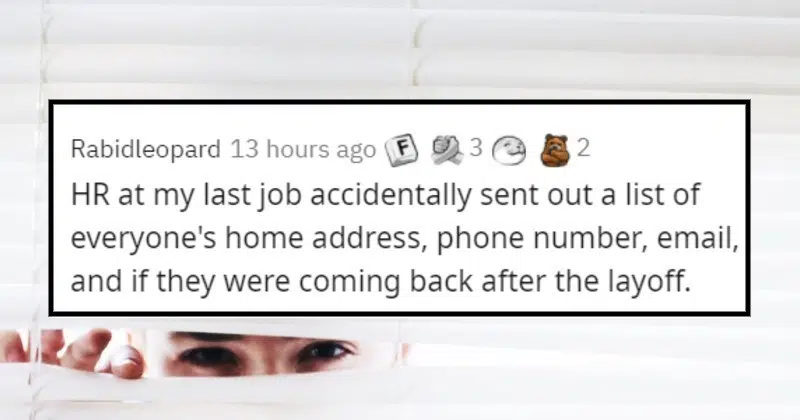 Rabidleopard 13 hours ago F 3 2
HR at my last job accidentally sent out a list of
everyone's home address, phone number, email,
and if they were coming back after the layoff.